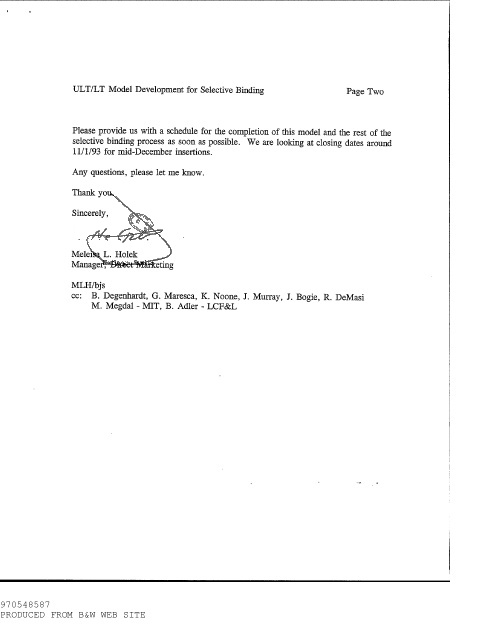 ULT/LT Model Development for Selective Binding Page Two
Please provide us with a schedule for the completion of this model and the rest of the
selective binding process as soon as possible. We are looking at closing dates around
11/1/93 for mid-December insertions.
Any questions, please let me know.
Thank you,
Sincerely,
L. Holek
Manager, Direct Marketing
MLH/bjs
cc: B. Degenhardt, G. Maresca, K. Noone, J. Murray, J. Bogie, R. DeMasi
M. Megdal - MIT, B. Adler - LCF&L
970548587
PRODUCED FROM B&W WEB SITE